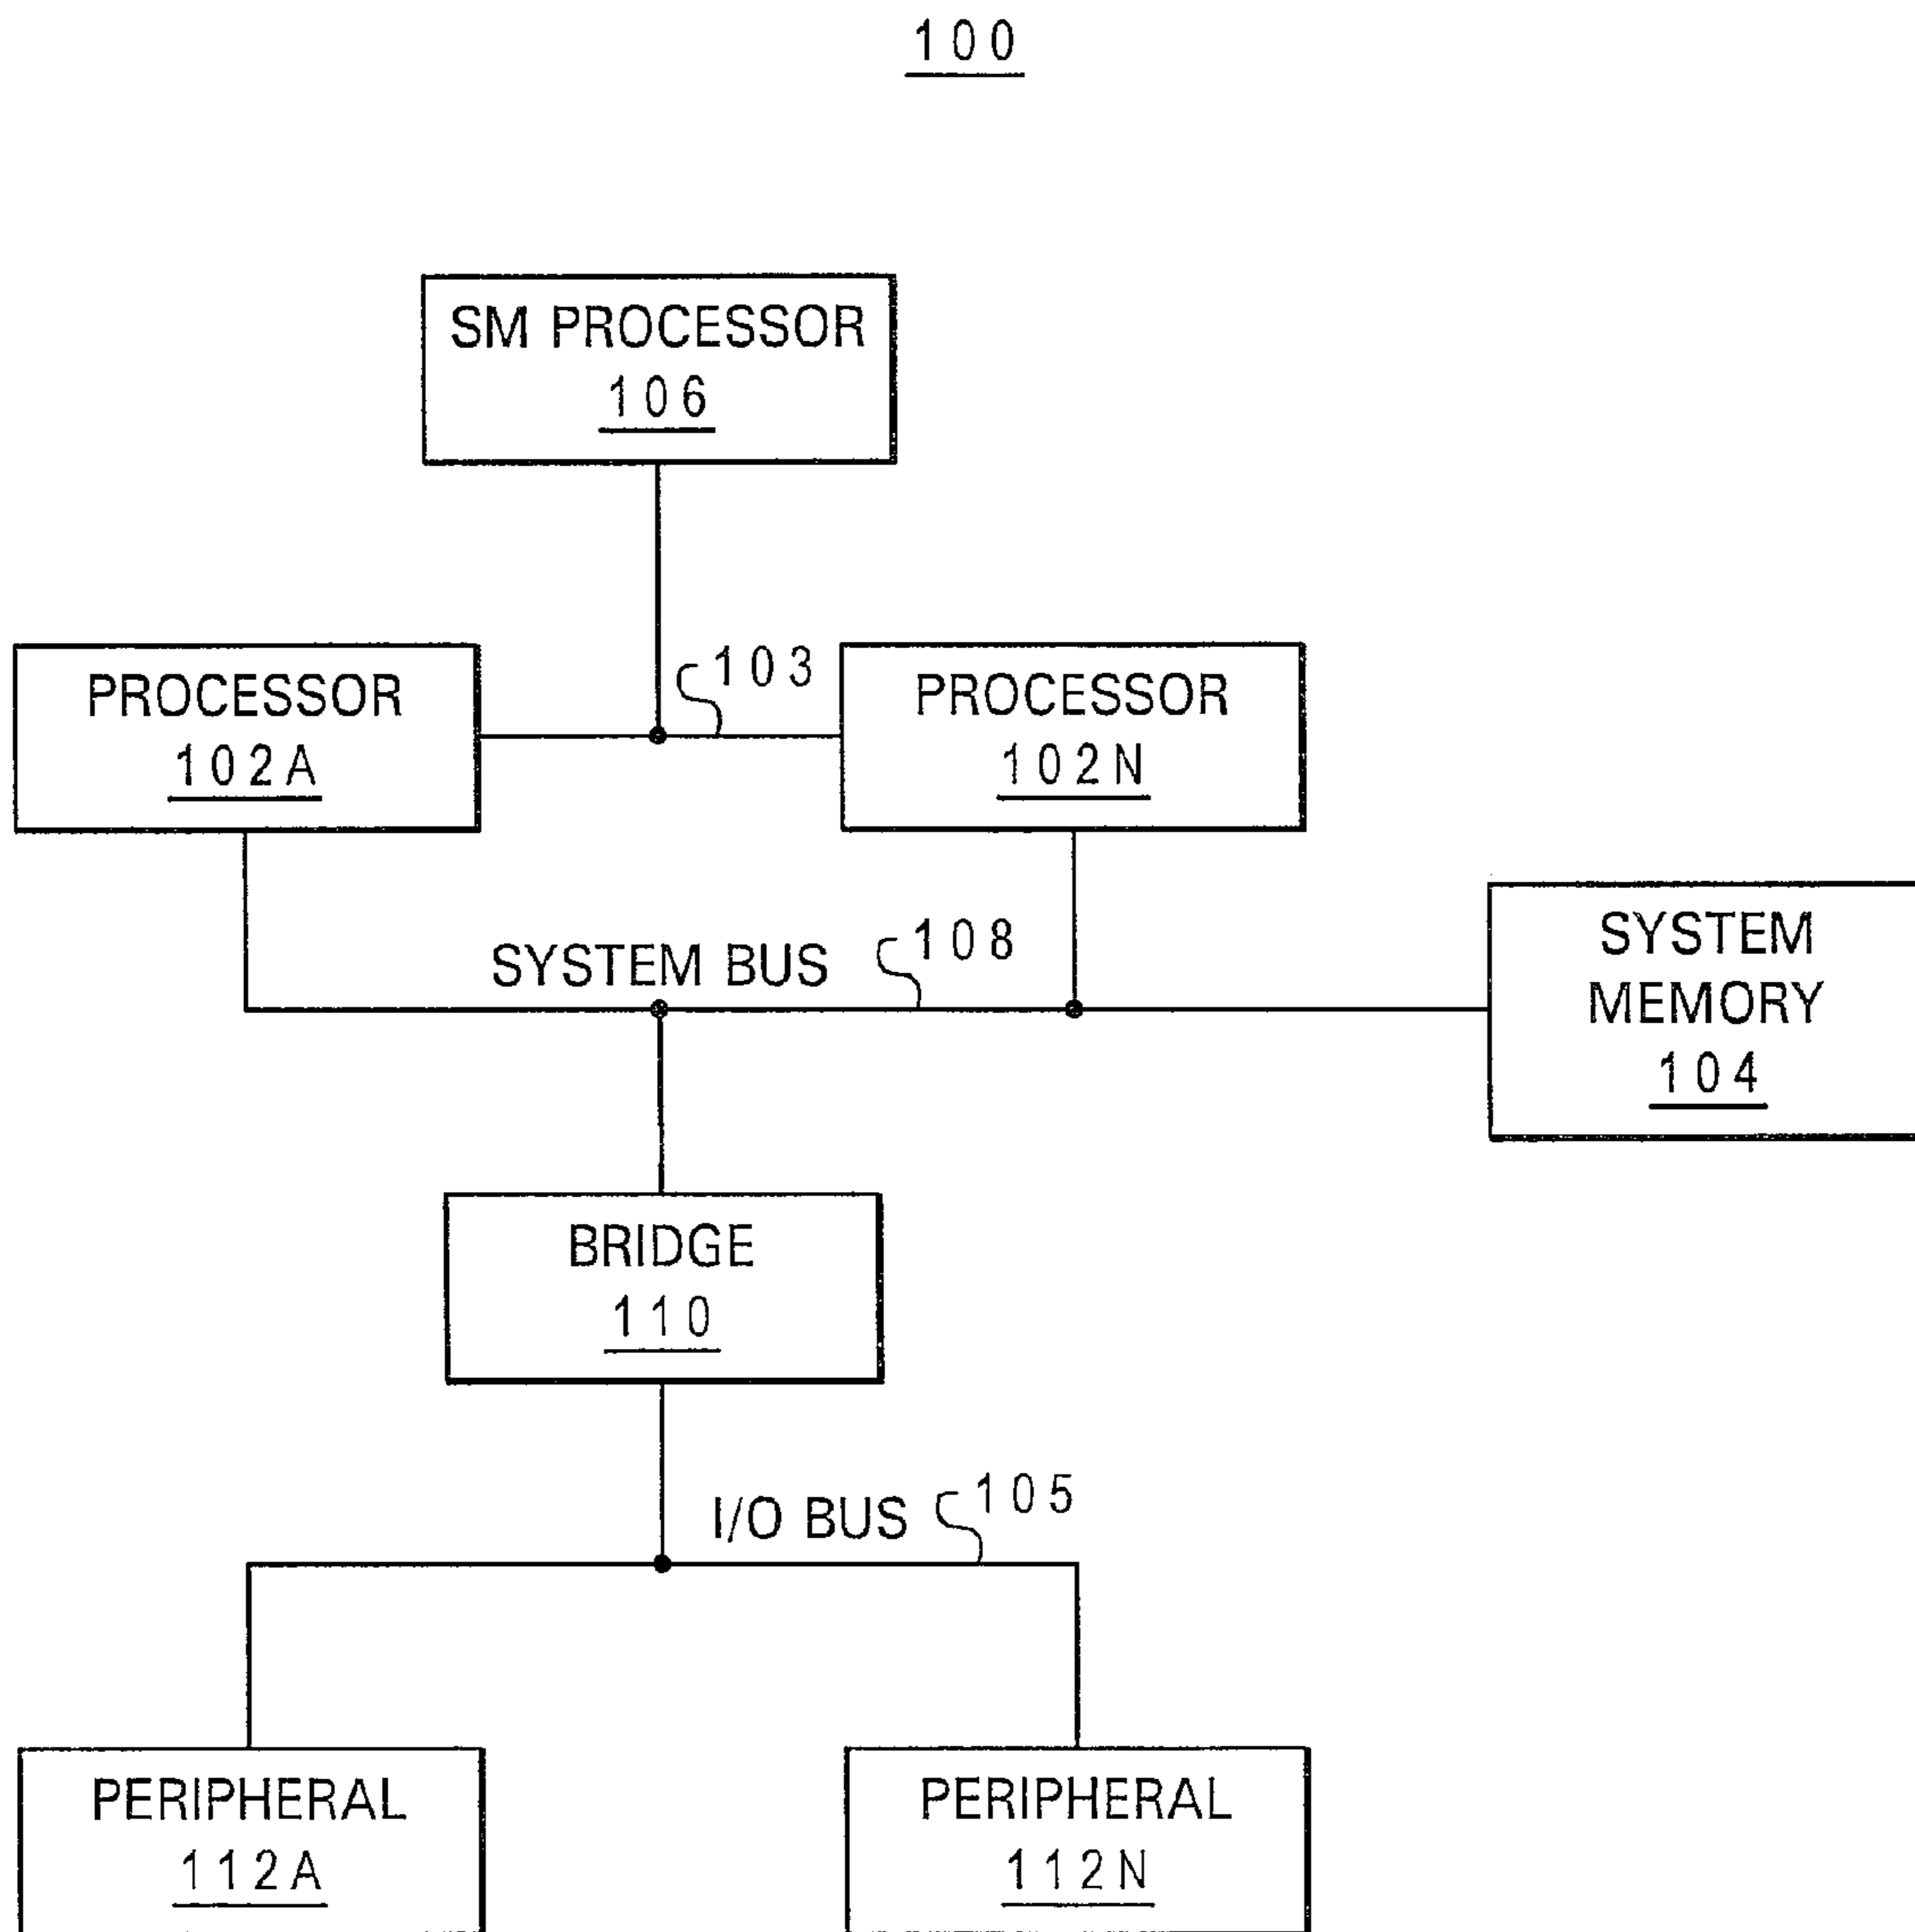 100
SM PROCESSOR
106
103
PROCESSOR
102A
PROCESSOR
102N
SYSTEM BUS
108
SYSTEM
MEMORY
104
BRIDGE
110
I/O BUS
105
PERIPHERAL
112A
PERIPHERAL
112N